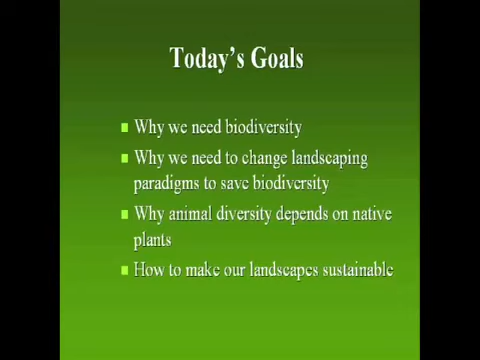 Today's Goals
Why we need biodiversity
Why we need to change landscaping
paradigms to save biodiversity
Why animal diversity depends on native
plants
How to make our landscapes sustainable